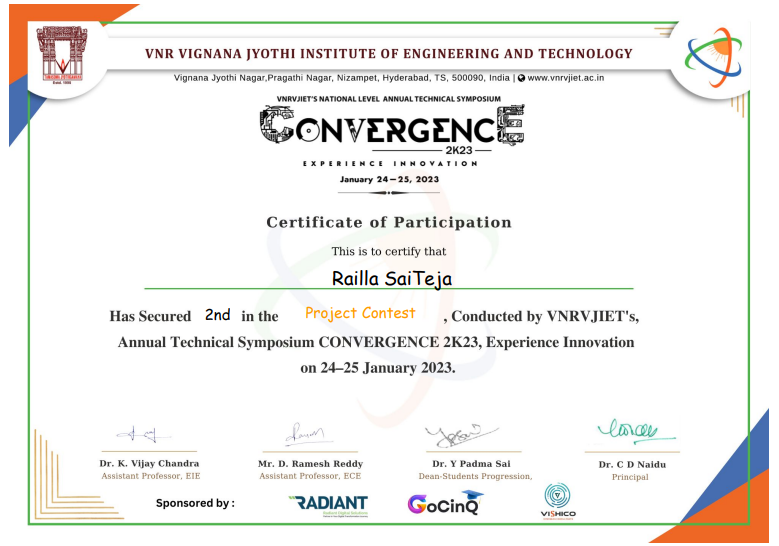 VNR VIGNANA JYOTHI INSTITUTE OF ENGINEERING AND TECHNOLOGY
Vignana Jyothi Nagar,Pragathi Nagar, Nizampet, Hyderabad, TS, 500090, India | www.vnrvjiet.ac.in
VNRVJIET'S NATIONAL LEVEL ANNUAL TECHNICAL SYMPOSIUM
CONVERGENCE
2K23
EXPERIENCE INNOVATION
January 24–25, 2023
Certificate of Participation
This is to certify that
Railla SaiTeja
Has Secured 2nd in the Project Contest , Conducted by VNRVJIET's,
Annual Technical Symposium CONVERGENCE 2K23, Experience Innovation
on 24–25 January 2023.
Dr. K. Vijay Chandra Mr. D. Ramesh Reddy Dr. Y Padma Sai Dr. C D Naidu
Assistant Professor, EIE Assistant Professor, ECE Dean-Students Progression, Principal
Sponsored by : RADIANT GoCinQ VISHICO